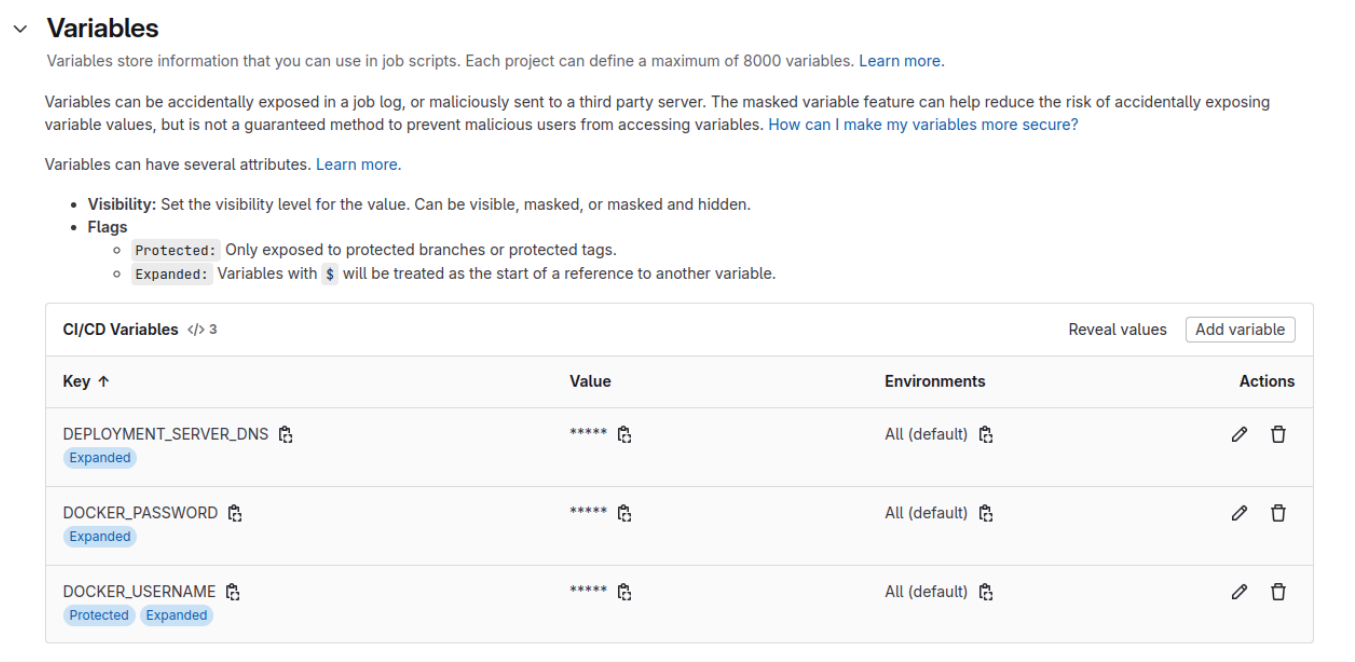 Variables
Variables store information that you can use in job scripts. Each project can define a maximum of 8000 variables. Learn more.
Variables can be accidentally exposed in a job log, or maliciously sent to a third party server. The masked variable feature can help reduce the risk of accidentally exposing
variable values, but is not a guaranteed method to prevent malicious users from accessing variables. How can I make my variables more secure?
Variables can have several attributes. Learn more.
• Visibility: Set the visibility level for the value. Can be visible, masked, or masked and hidden.
• Flags
Protected: Only exposed to protected branches or protected tags.
Expanded: Variables with $ will be treated as the start of a reference to another variable.
CI/CD Variables </> 3 Reveal values Add variable
Key ↑ Value Environments Actions
DEPLOYMENT_SERVER_DNS ***** All (default)
Expanded
DOCKER_PASSWORD ***** All (default)
Expanded
DOCKER_USERNAME ***** All (default)
Protected Expanded